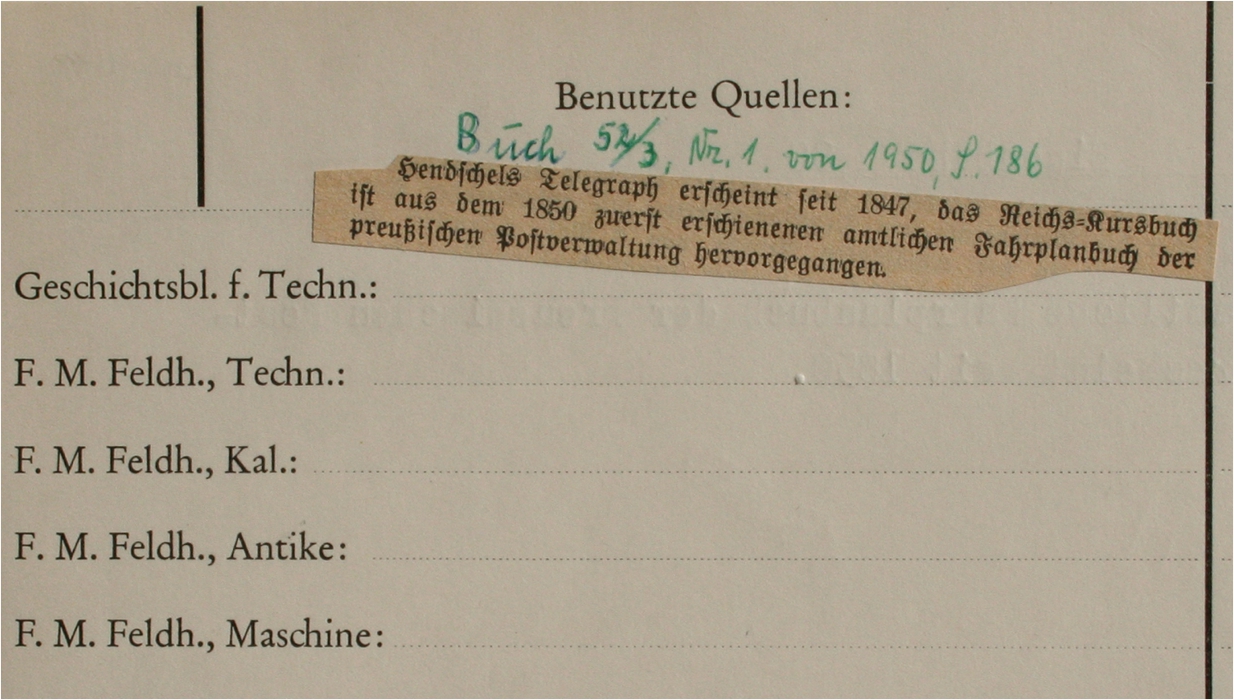 Benutzte Quellen:
Buch 52/3, Nr. 1. von 1950, S. 186
Hendschels Telegraph erscheint seit 1847, das Reichs-Kursbuch
ist aus dem 1850 zuerst erschienenen amtlichen Fahrplanbuch der
preußischen Postverwaltung hervorgegangen.
Geschichtsbl. f. Techn.:
F. M. Feldh., Techn.:
F. M. Feldh., Kal.:
F. M. Feldh., Antike:
F. M. Feldh., Maschine: